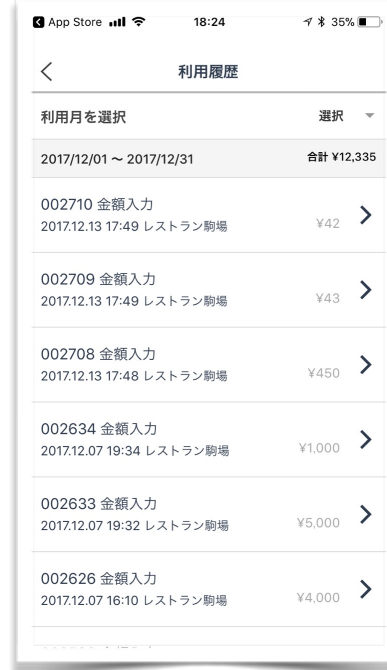 App Store 18:24 35%
利用履歴
利用月を選択 選択
2017/12/01 ~ 2017/12/31 合計 ¥12,335
002710 金額入力
2017.12.13 17:49 レストラン駒場 ¥42
002709 金額入力
2017.12.13 17:49 レストラン駒場 ¥43
002708 金額入力
2017.12.13 17:48 レストラン駒場 ¥450
002634 金額入力
2017.12.07 19:34 レストラン駒場 ¥1,000
002633 金額入力
2017.12.07 19:32 レストラン駒場 ¥5,000
002626 金額入力
2017.12.07 16:10 レストラン駒場 ¥4,000